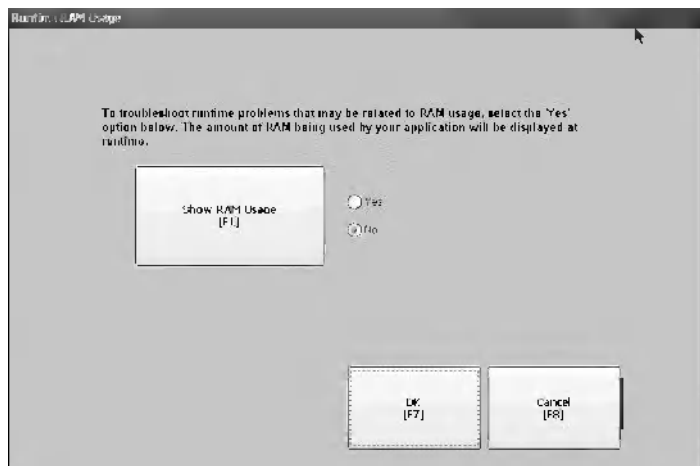 Runtime RAM Usage
To troubleshoot runtime problems that may be related to RAM usage, select the 'Yes'
option below. The amount of RAM being used by your application will be displayed at
runtime.
Show RAM Usage
[F1]
Yes
No
OK
[F7]
Cancel
[F8]